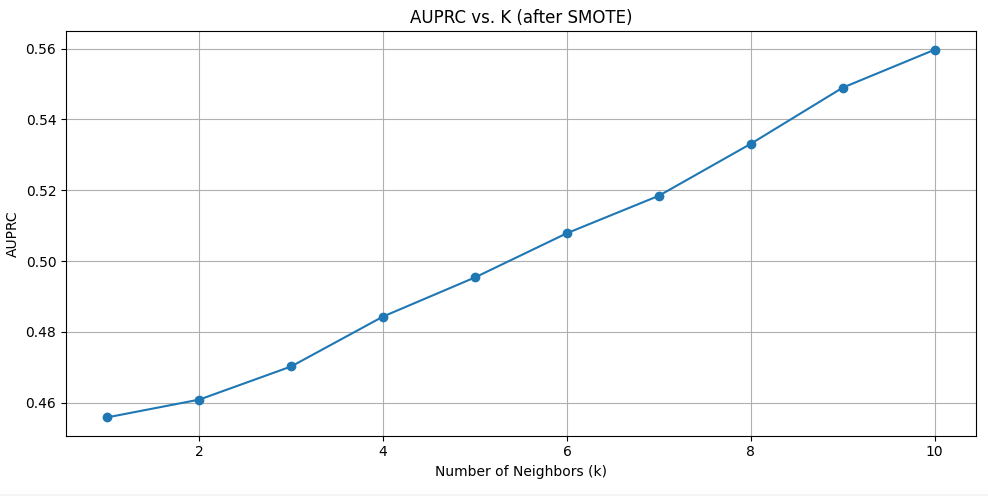 AUPRC vs. K (after SMOTE)
0.56
0.54
0.52
0.50
0.48
0.46
AUPRC
2 4 6 8 10
Number of Neighbors (k)